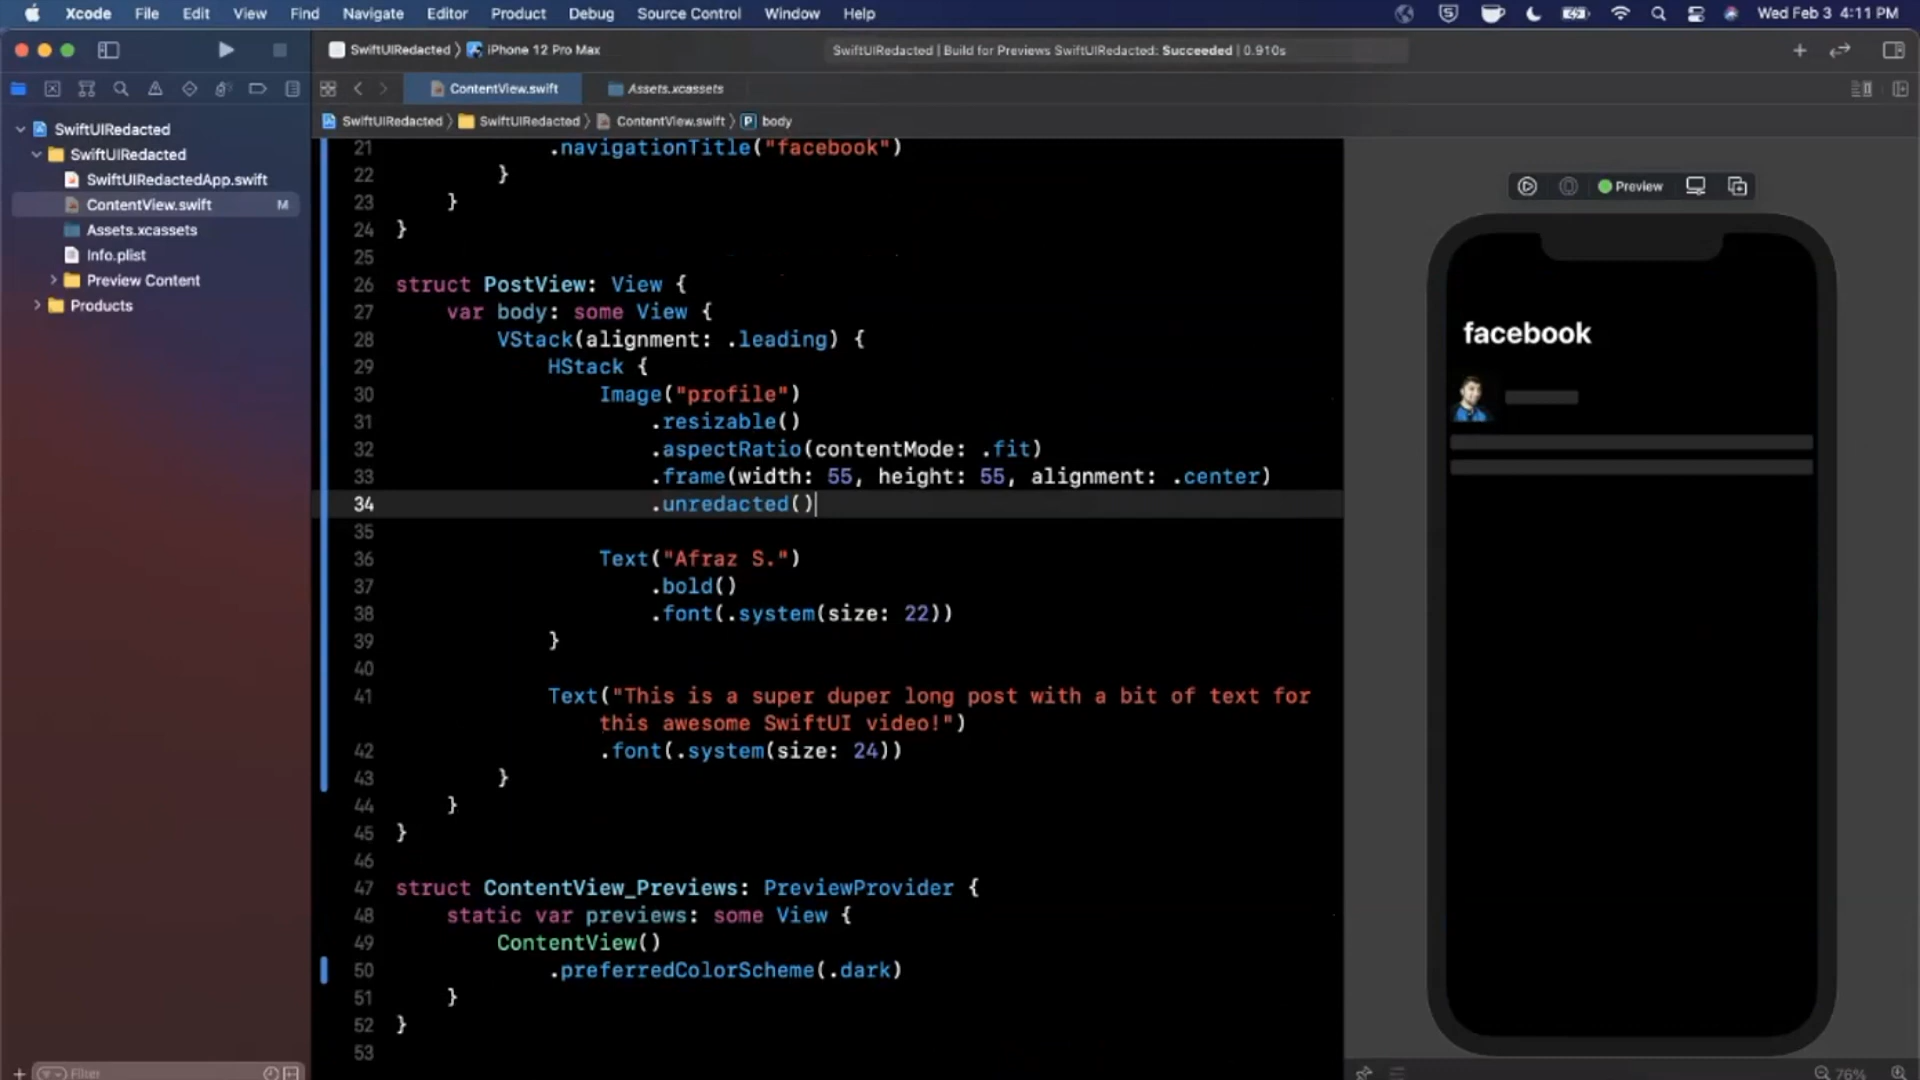 Xcode File Edit View Find Navigate Editor Product Debug Source Control Window Help Wed Feb 3 4:11 PM
SwiftUIRedacted iPhone 12 Pro Max SwiftUIRedacted | Build for Previews SwiftUIRedacted: Succeeded | 0.910s
ContentView.swift Assets.xcassets
SwiftUIRedacted SwiftUIRedacted ContentView.swift P body
SwiftUIRedacted
SwiftUIRedacted
SwiftUIRedactedApp.swift
ContentView.swift M
Assets.xcassets
Info.plist
Preview Content
Products
Filter
21 .navigationTitle("facebook")
22 }
23 }
24 }
25
26 struct PostView: View {
27 var body: some View {
28 VStack(alignment: .leading) {
29 HStack {
30 Image("profile")
31 .resizable()
32 .aspectRatio(contentMode: .fit)
33 .frame(width: 55, height: 55, alignment: .center)
34 .unredacted()
35
36 Text("Afraz S.")
37 .bold()
38 .font(.system(size: 22))
39 }
40
41 Text("This is a super duper long post with a bit of text for
this awesome SwiftUI video!")
42 .font(.system(size: 24))
43 }
44 }
45 }
46
47 struct ContentView_Previews: PreviewProvider {
48 static var previews: some View {
49 ContentView()
50 .preferredColorScheme(.dark)
51 }
52 }
53
Preview
facebook
76%